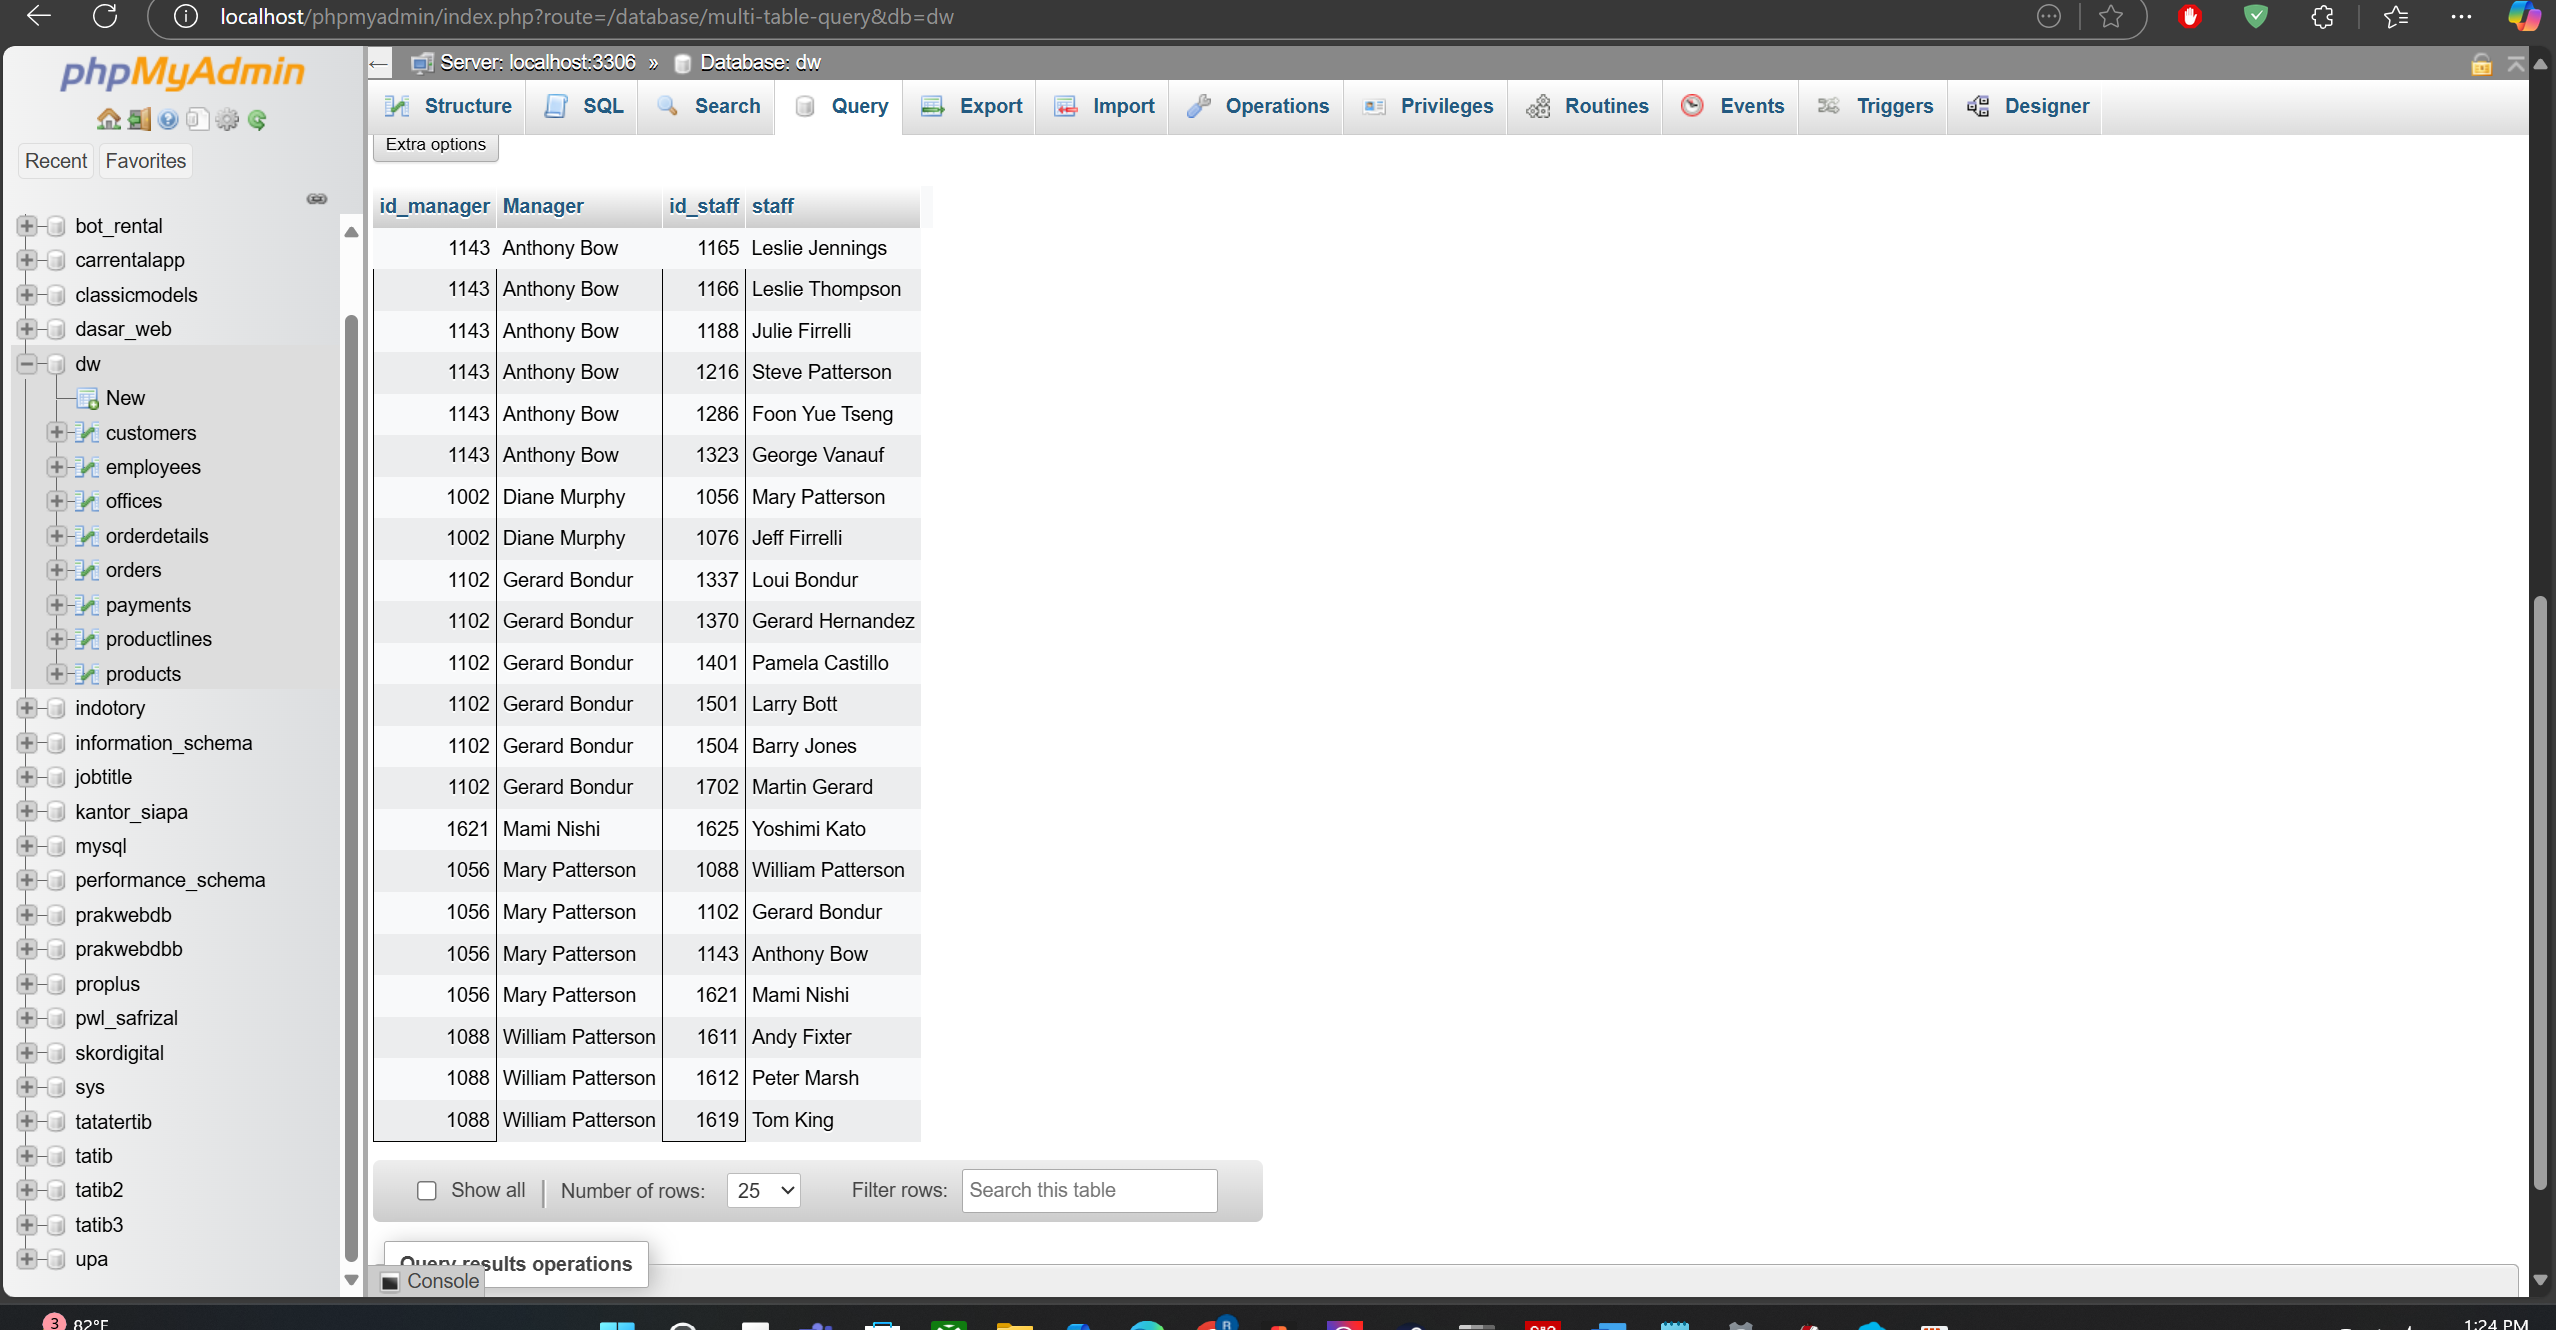 localhost/phpmyadmin/index.php?route=/database/multi-table-query&db=dw
phpMyAdmin
Recent Favorites
bot_rental
carrentalapp
classicmodels
dasar_web
dw
New
customers
employees
offices
orderdetails
orders
payments
productlines
products
indotory
information_schema
jobtitle
kantor_siapa
mysql
performance_schema
prakwebdb
prakwebdbb
proplus
pwl_safrizal
skordigital
sys
tatatertib
tatib
tatib2
tatib3
upa
Server: localhost:3306 » Database: dw
Structure SQL Search Query Export Import Operations Privileges Routines Events Triggers Designer
Extra options
id_manager Manager id_staff staff
1143 Anthony Bow 1165 Leslie Jennings
1143 Anthony Bow 1166 Leslie Thompson
1143 Anthony Bow 1188 Julie Firrelli
1143 Anthony Bow 1216 Steve Patterson
1143 Anthony Bow 1286 Foon Yue Tseng
1143 Anthony Bow 1323 George Vanauf
1002 Diane Murphy 1056 Mary Patterson
1002 Diane Murphy 1076 Jeff Firrelli
1102 Gerard Bondur 1337 Loui Bondur
1102 Gerard Bondur 1370 Gerard Hernandez
1102 Gerard Bondur 1401 Pamela Castillo
1102 Gerard Bondur 1501 Larry Bott
1102 Gerard Bondur 1504 Barry Jones
1102 Gerard Bondur 1702 Martin Gerard
1621 Mami Nishi 1625 Yoshimi Kato
1056 Mary Patterson 1088 William Patterson
1056 Mary Patterson 1102 Gerard Bondur
1056 Mary Patterson 1143 Anthony Bow
1056 Mary Patterson 1621 Mami Nishi
1088 William Patterson 1611 Andy Fixter
1088 William Patterson 1612 Peter Marsh
1088 William Patterson 1619 Tom King
Show all Number of rows: 25 Filter rows: Search this table
Query results operations
Console
3 82°F
1:24 PM